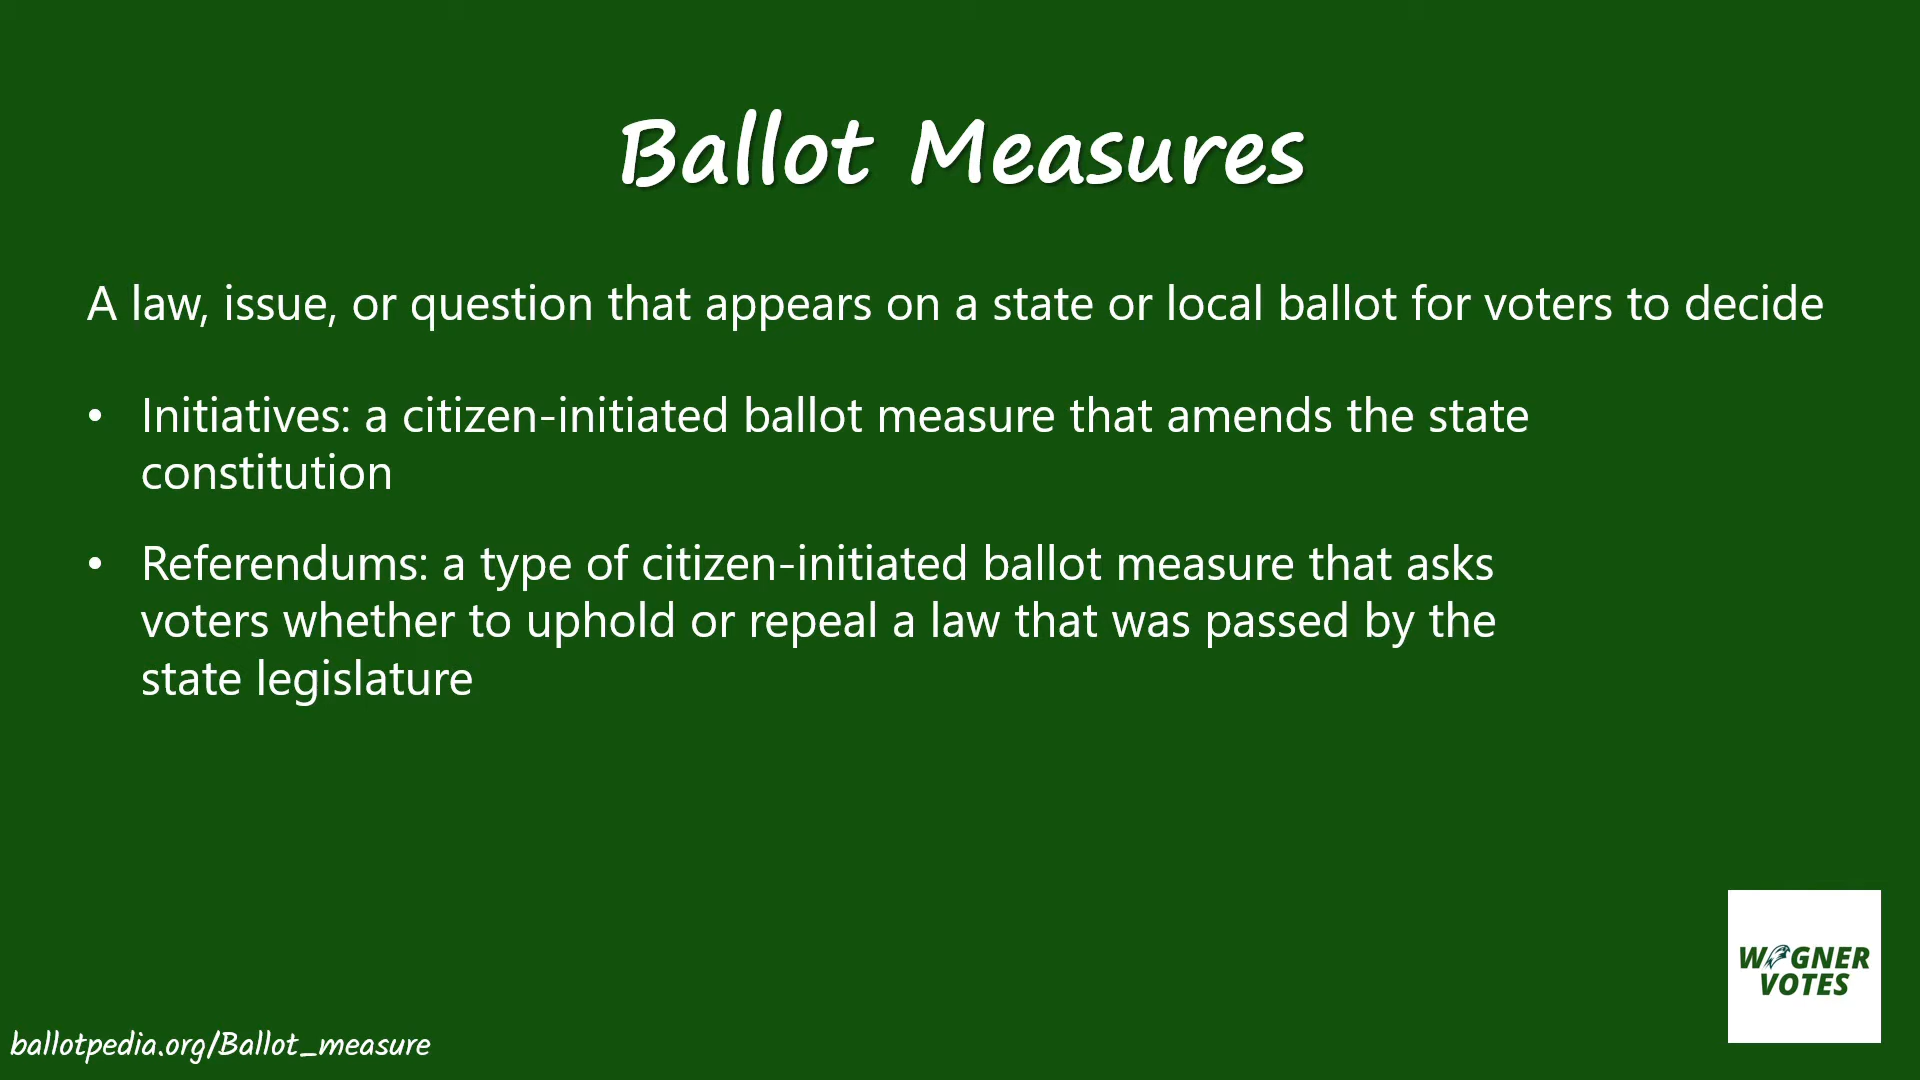 Ballot Measures
A law, issue, or question that appears on a state or local ballot for voters to decide
• Initiatives: a citizen-initiated ballot measure that amends the state
constitution
• Referendums: a type of citizen-initiated ballot measure that asks
voters whether to uphold or repeal a law that was passed by the
state legislature
WAGNER
VOTES
ballotpedia.org/Ballot_measure